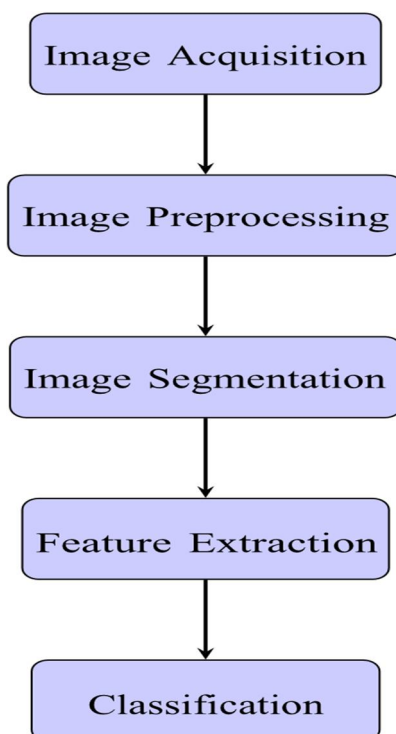 Image Acquisition
Image Preprocessing
Image Segmentation
Feature Extraction
Classification